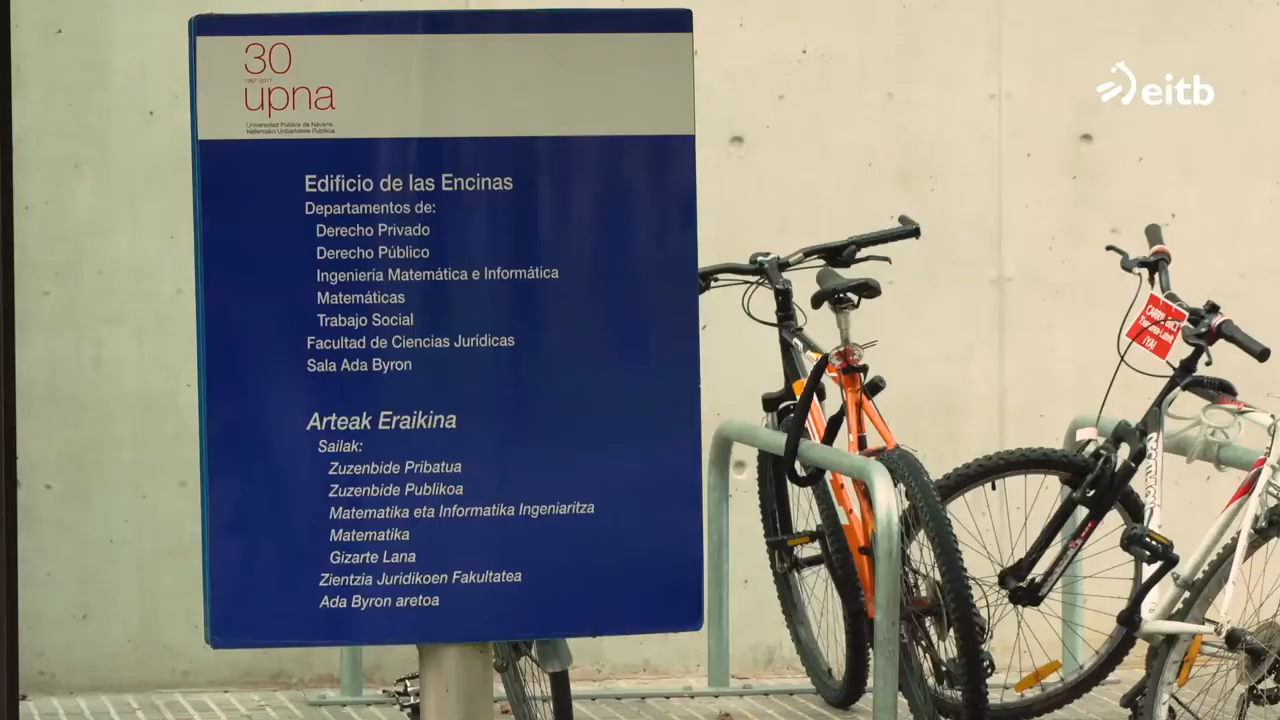 30
1987-2017
upna
Universidad Pública de Navarra
Nafarroako Unibertsitate Publikoa
Edificio de las Encinas
Departamentos de:
Derecho Privado
Derecho Público
Ingeniería Matemática e Informática
Matemáticas
Trabajo Social
Facultad de Ciencias Jurídicas
Sala Ada Byron
Arteak Eraikina
Sailak:
Zuzenbide Pribatua
Zuzenbide Publikoa
Matematika eta Informatika Ingeniaritza
Matematika
Gizarte Lana
Zientzia Juridikoen Fakultatea
Ada Byron aretoa
eitb
¡YA!